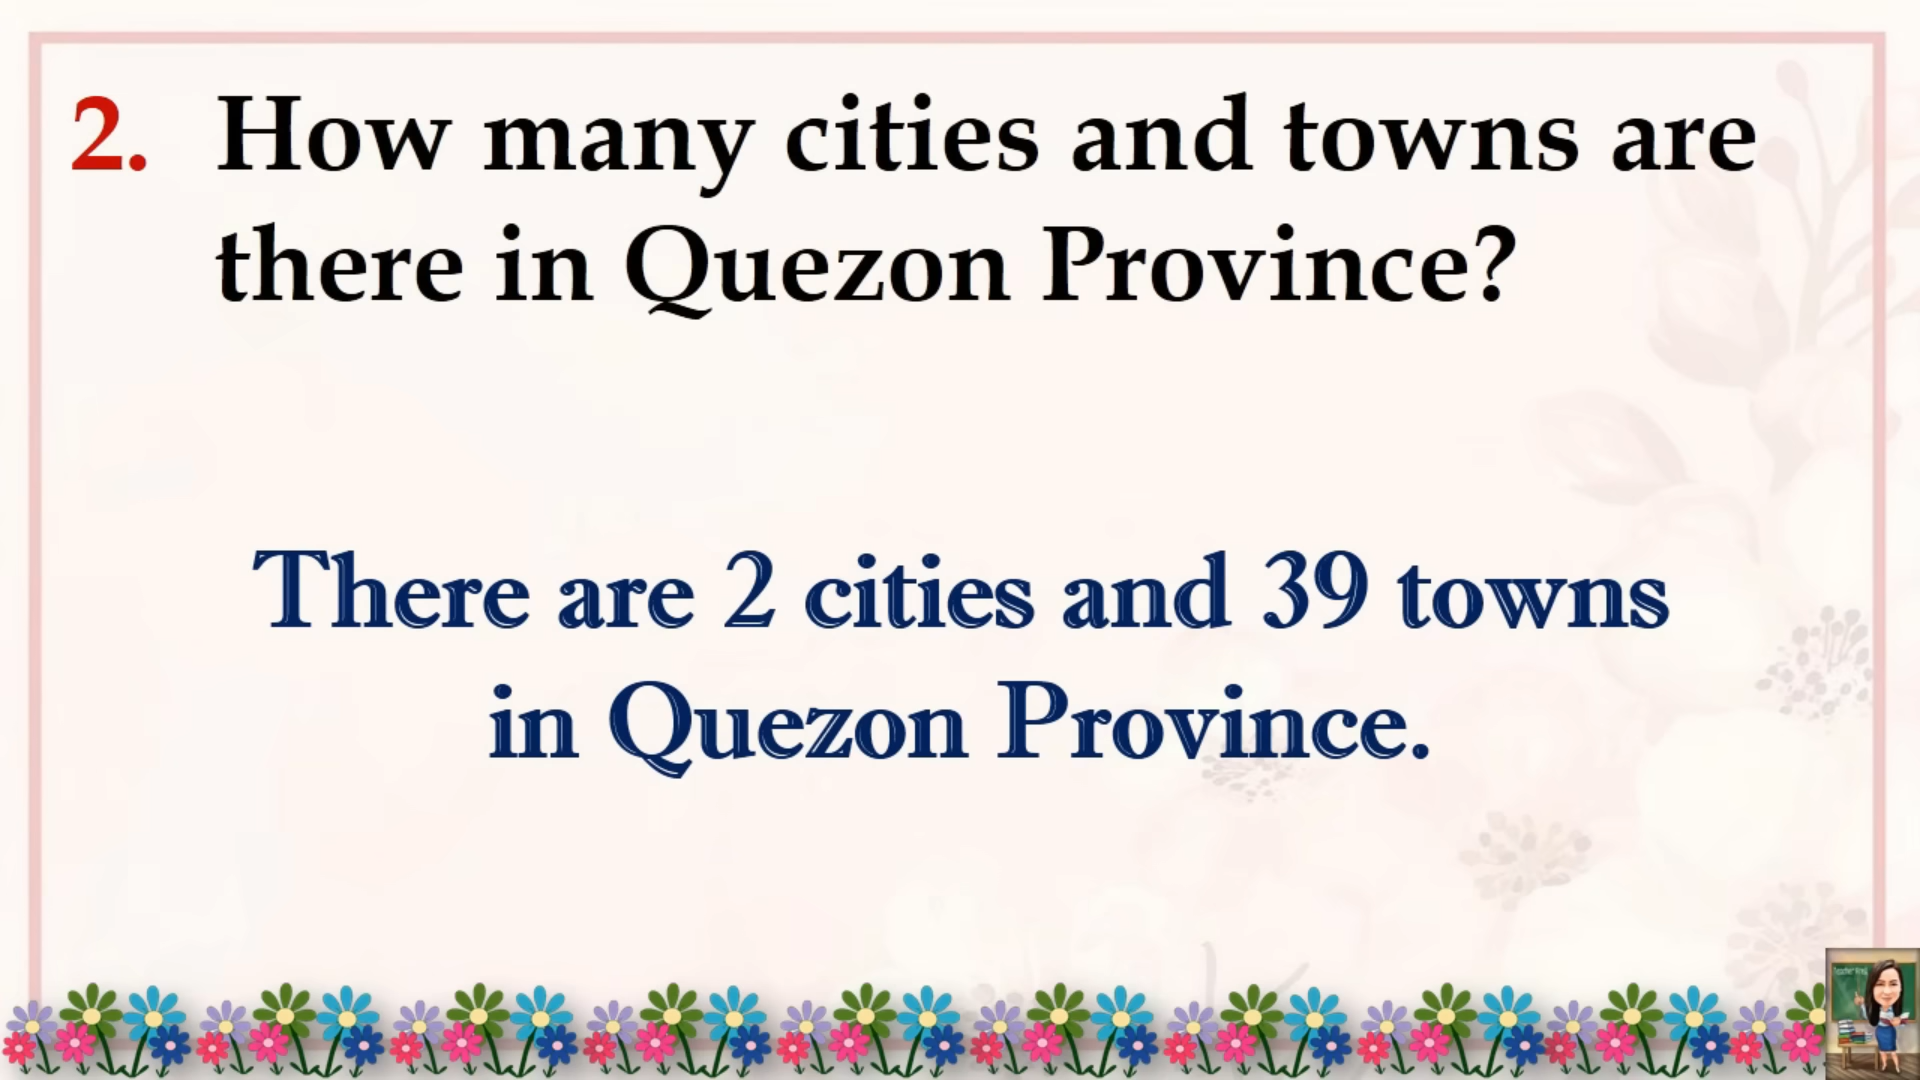 2. How many cities and towns are
there in Quezon Province?
There are 2 cities and 39 towns
in Quezon Province.